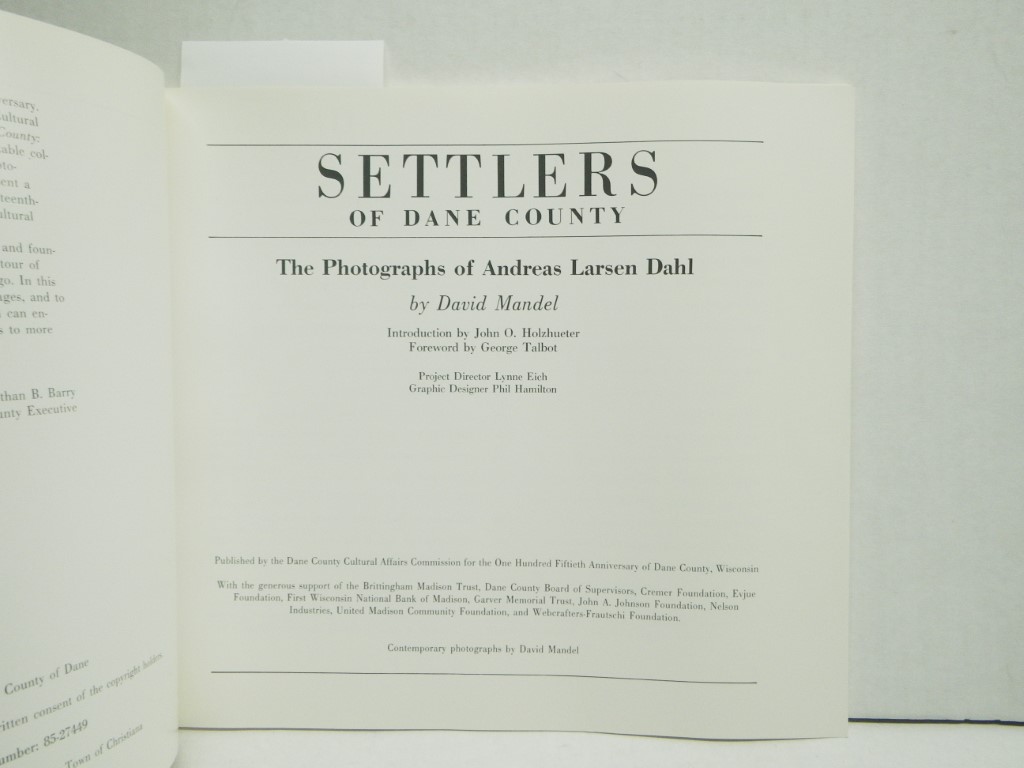 ersary,
ultural
County:
able col-
oto-
ent a
teenth-
ultural
and foun-
tour of
go. In this
ages, and to
can en-
s to more
than B. Barry
unty Executive
County of Dane
ritten consent of the copyright holders.
umber: 85-27449
Town of Christiana
SETTLERS
OF DANE COUNTY
The Photographs of Andreas Larsen Dahl
by David Mandel
Introduction by John O. Holzhueter
Foreword by George Talbot
Project Director Lynne Eich
Graphic Designer Phil Hamilton
Published by the Dane County Cultural Affairs Commission for the One Hundred Fiftieth Anniversary of Dane County, Wisconsin
With the generous support of the Brittingham Madison Trust, Dane County Board of Supervisors, Cremer Foundation, Evjue
Foundation, First Wisconsin National Bank of Madison, Garver Memorial Trust, John A. Johnson Foundation, Nelson
Industries, United Madison Community Foundation, and Webcrafters-Frautschi Foundation.
Contemporary photographs by David Mandel